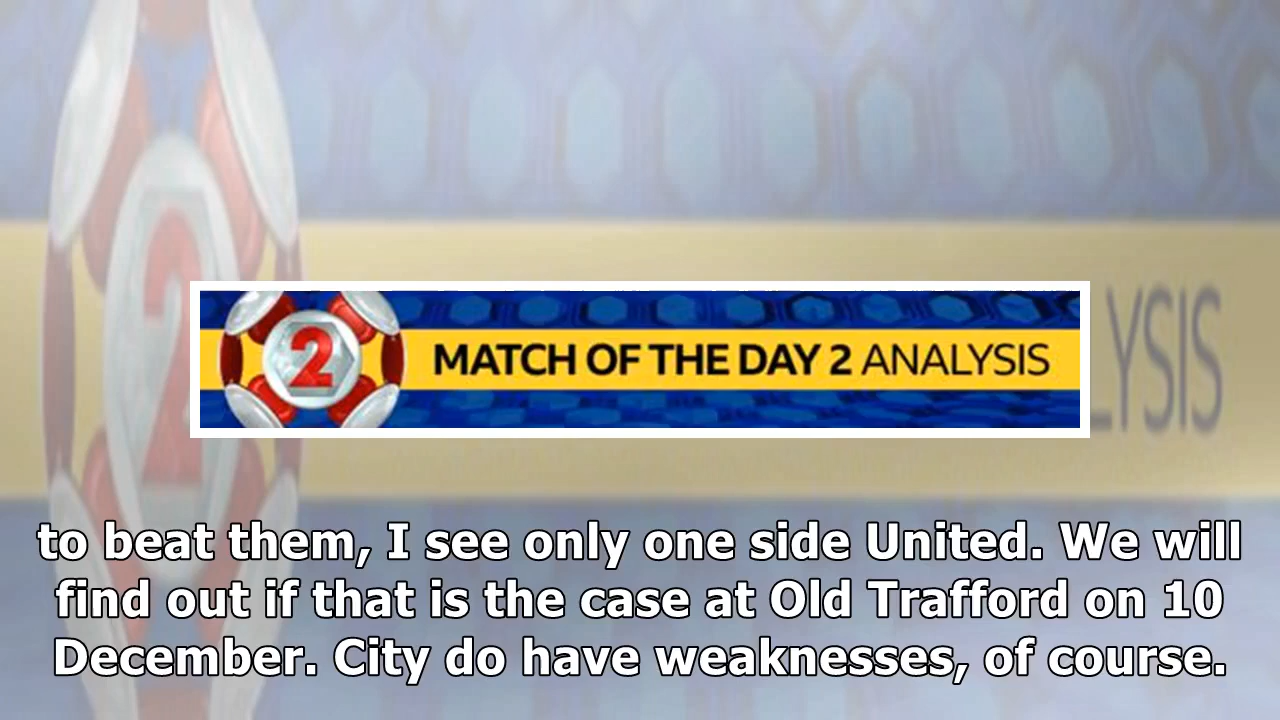 2 MATCH OF THE DAY 2 ANALYSIS
2
LYSIS
to beat them, I see only one side United. We will
find out if that is the case at Old Trafford on 10
December. City do have weaknesses, of course.